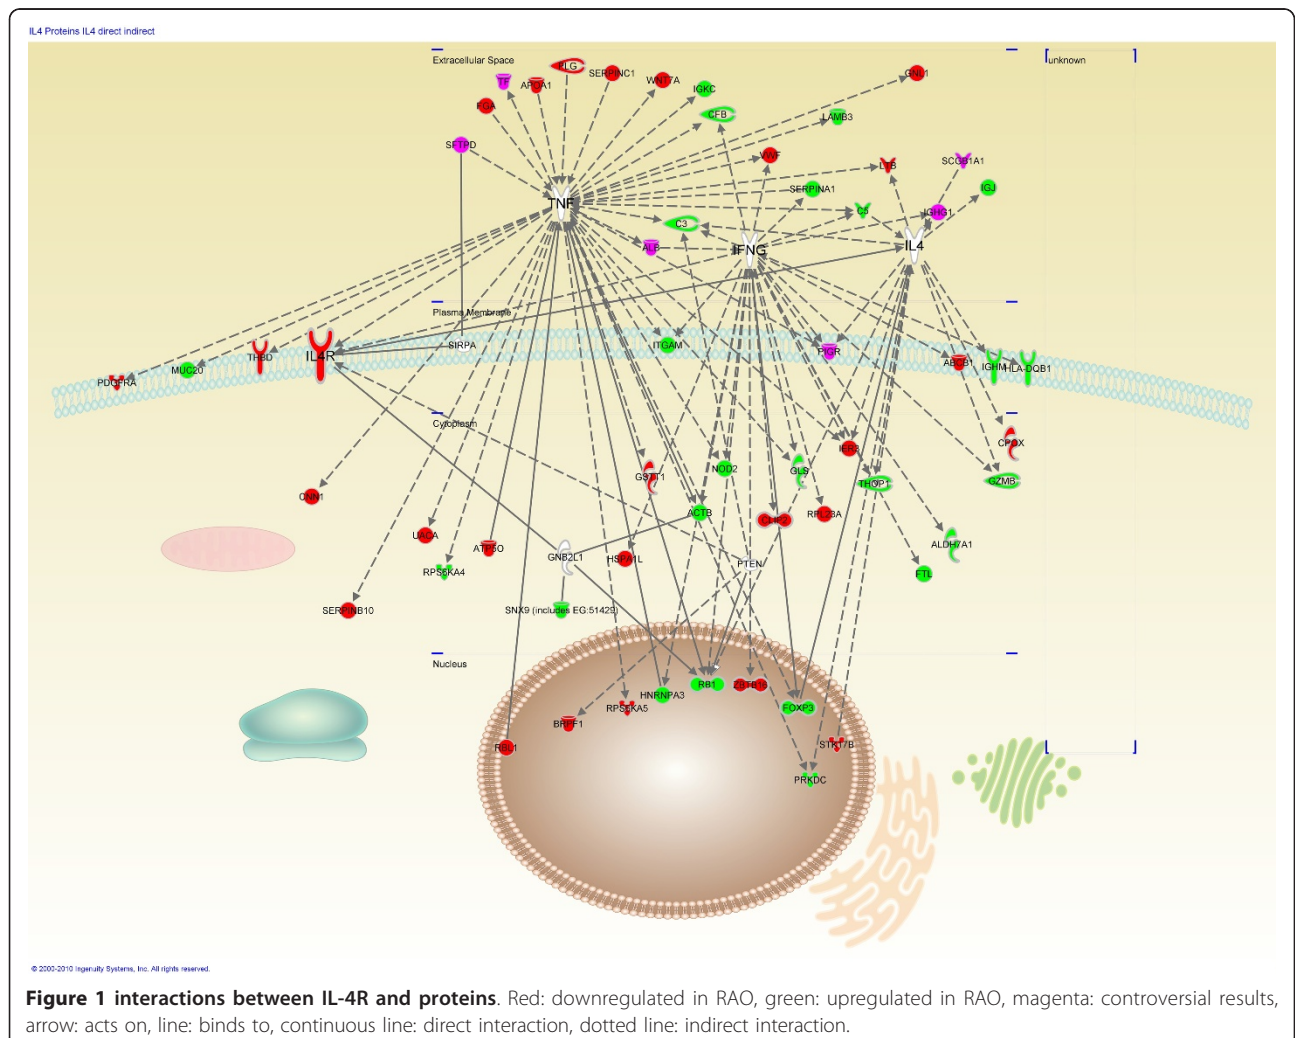 IL4 Proteins IL4 direct indirect
Extracellular Space
unknown
PLG
SERPINC1
GNL1
TF
APOA1
WNT7A
IGKC
FGA
CFB
LAMB3
SFTPD
VWF
LTB
SCGB1A1
SERPINA1
IGJ
TNF
C5
IGHG1
C3
ALB
IFNG
IL4
Plasma Membrane
SIRPA
ITGAM
PIGR
THBD
IL4R
ABCB1
IGHM
HLA-DQB1
MUC20
PDGFRA
Cytoplasm
CPOX
IER3
NOD2
GLS
GSTT1
THOP1
GZMB
CNN1
ACTB
CLIP2
RPL23A
UACA
ATP5O
ALDH7A1
GNB2L1
HSPA1L
PTEN
RPS6KA4
FTL
SERPINB10
SNX9 (includes EG:51429)
Nucleus
RB1
ZBTB16
HNRNPA3
RPS6KA5
FOXP3
BRPF1
RBL1
STK17B
PRKDC
© 2000-2010 Ingenuity Systems, Inc. All rights reserved.
Figure 1 interactions between IL-4R and proteins. Red: downregulated in RAO, green: upregulated in RAO, magenta: controversial results,
arrow: acts on, line: binds to, continuous line: direct interaction, dotted line: indirect interaction.